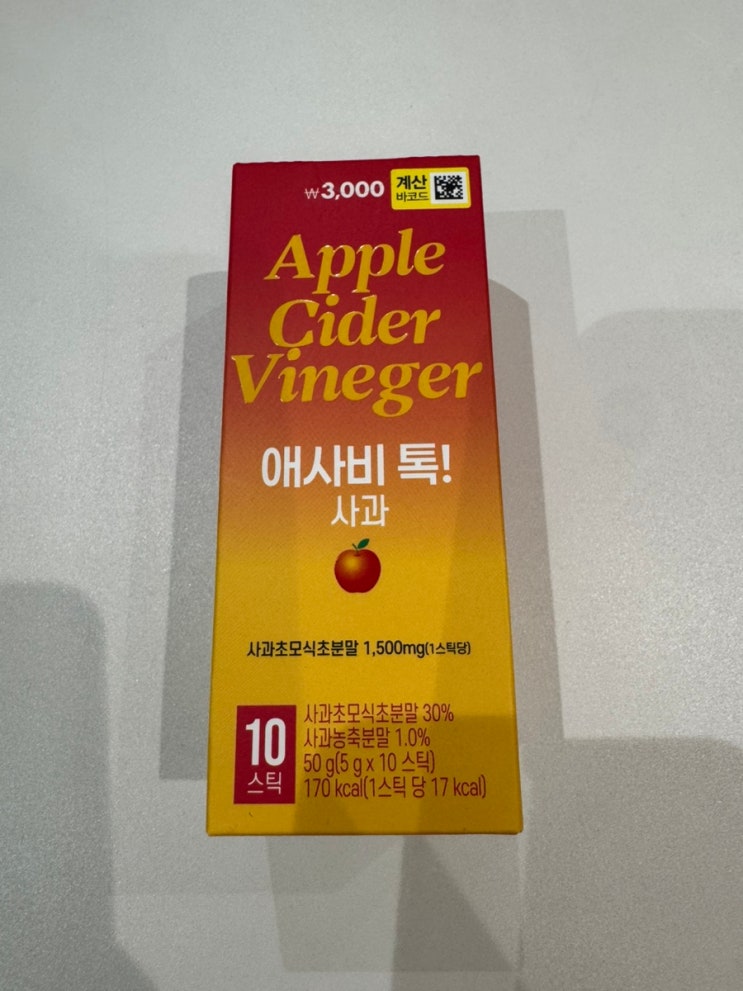 ₩3,000
계산
바코드
Apple
Cider
Vineger
애사비 톡!
사과
사과초모식초분말 1,500mg(1스틱당)
10
스틱
사과초모식초분말 30%
사과농축분말 1.0%
50 g(5 g x 10 스틱)
170 kcal(1스틱 당 17 kcal)